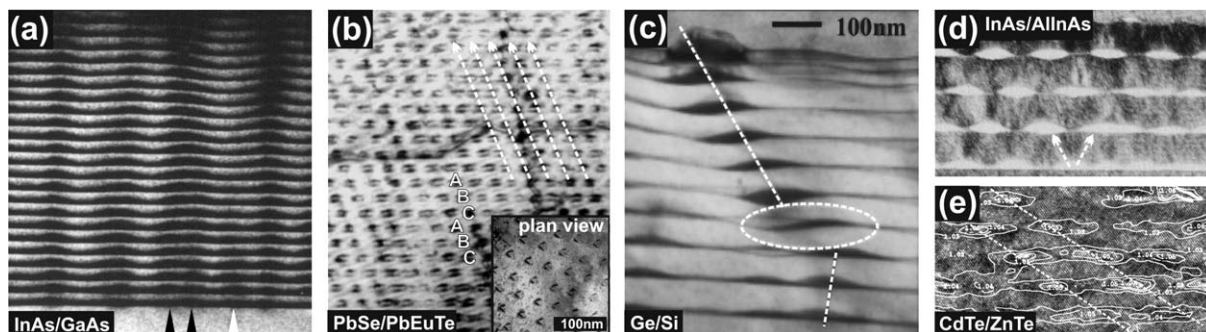 (a)
InAs/GaAs
(b)
A
B
C
A
B
C
plan view
100nm
PbSe/PbEuTe
(c)
100nm
Ge/Si
(d)
InAs/AlInAs
(e)
CdTe/ZnTe